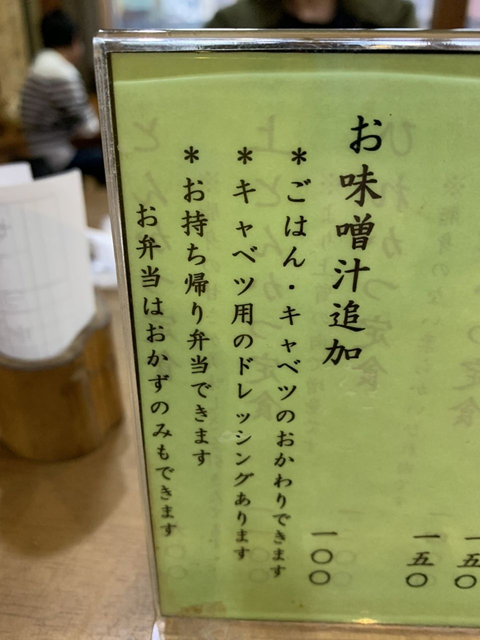 一五〇
一五〇
お味噌汁追加
一〇〇
*ごはん・キャベツのおかわりできます
*キャベツ用のドレッシングあります
*お持ち帰り弁当できます
お弁当はおかずのみもできます